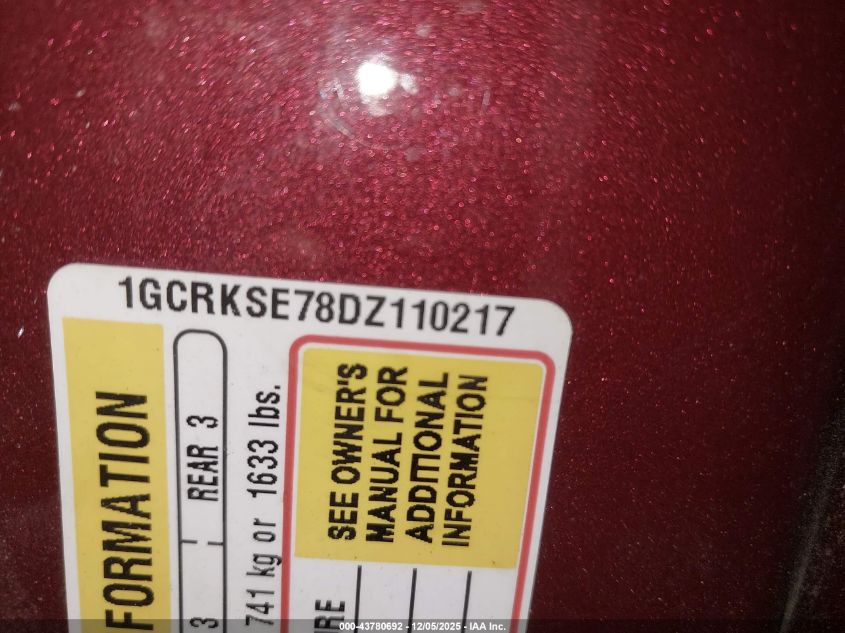 1GCRKSE78DZ110217
FORMATION
3 REAR 3
741 kg or 1633 lbs.
SEE OWNER'S
MANUAL FOR
ADDITIONAL
INFORMATION
URE
000-43780692 - 12/05/2025 - IAA Inc.